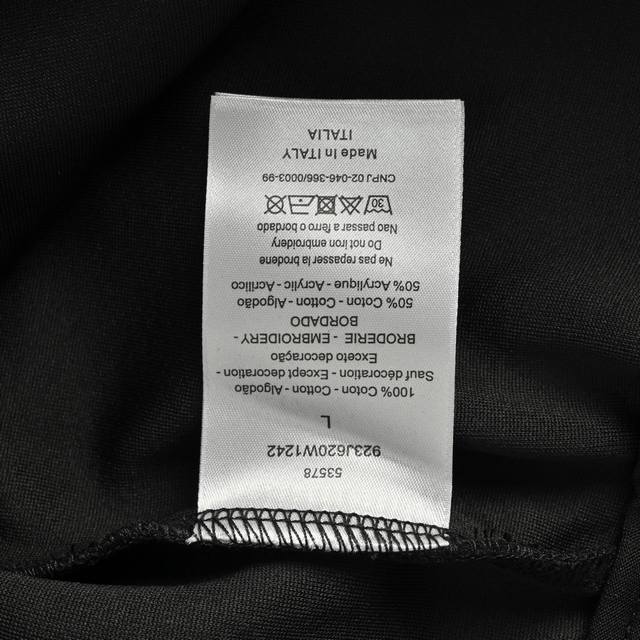 53578
923J620W1242
L
100% Coton - Cotton - Algodão
Sauf décoration - Except decoration -
Exceto decoração
BRODERIE - EMBROIDERY-
BORDADO
50% Coton - Cotton - Algodão
50% Acrylique - Acrylic - Acrílico
Ne pas repasser la broderie
Do not iron embroidery
Nao passar a ferro o bordado
30
CNPJ 02-046-366/0003-99
Made In ITALY
ITALIA